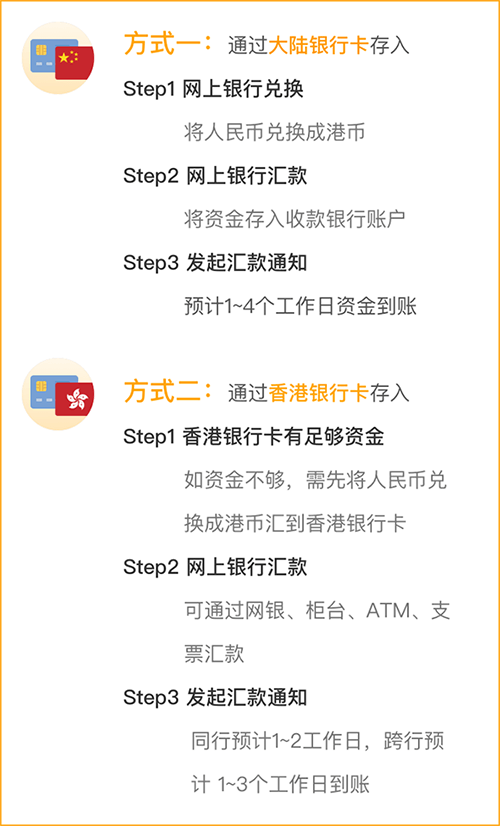 方式一：通过大陆银行卡存入
Step1 网上银行兑换
将人民币兑换成港币
Step2 网上银行汇款
将资金存入收款银行账户
Step3 发起汇款通知
预计1~4个工作日资金到账
方式二：通过香港银行卡存入
Step1 香港银行卡有足够资金
如资金不够，需先将人民币兑
换成港币汇到香港银行卡
Step2 网上银行汇款
可通过网银、柜台、ATM、支
票汇款
Step3 发起汇款通知
同行预计1~2工作日，跨行预
计 1~3个工作日到账